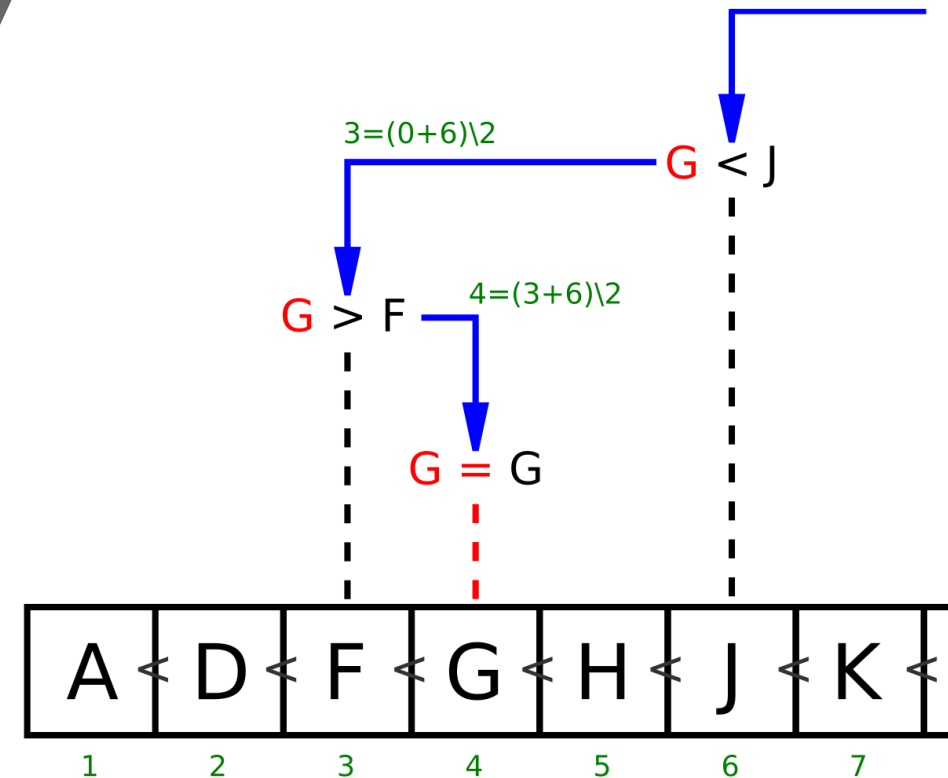 3=(0+6)\2
G < J
4=(3+6)\2
G > F
G = G
A < D < F < G < H < J < K <
1 2 3 4 5 6 7